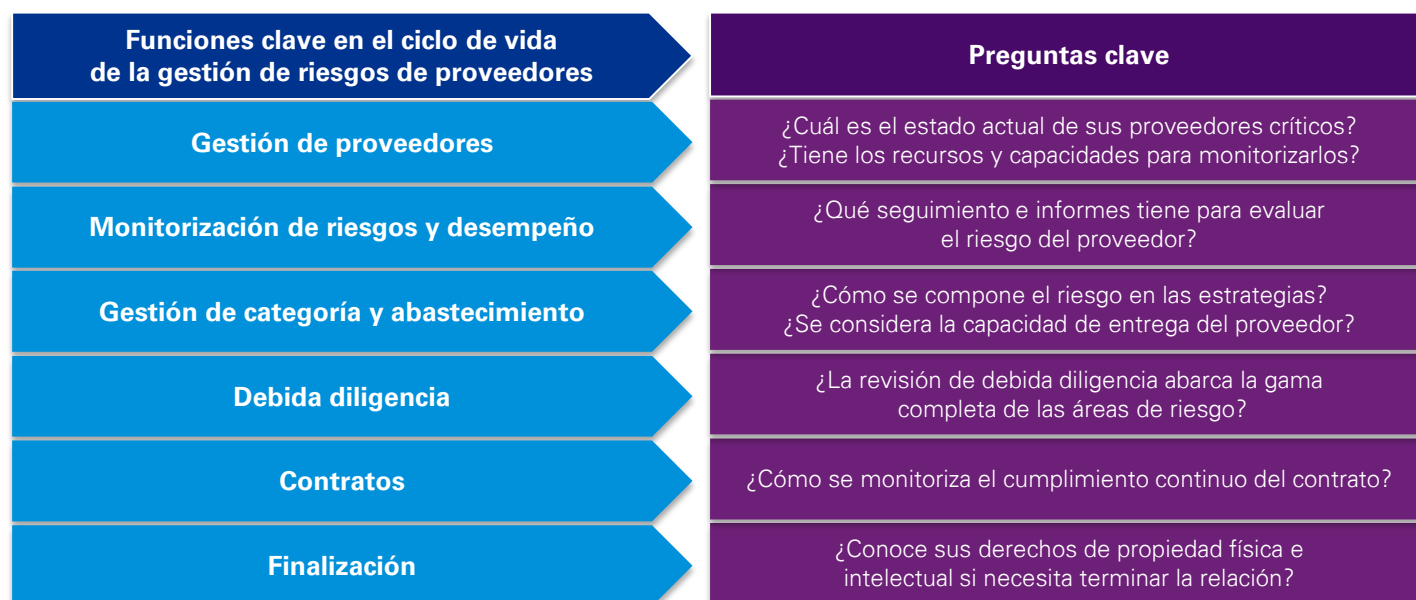 Funciones clave en el ciclo de vida
de la gestión de riesgos de proveedores
Preguntas clave
Gestión de proveedores
¿Cuál es el estado actual de sus proveedores críticos?
¿Tiene los recursos y capacidades para monitorizarlos?
Monitorización de riesgos y desempeño
¿Qué seguimiento e informes tiene para evaluar
el riesgo del proveedor?
Gestión de categoría y abastecimiento
¿Cómo se compone el riesgo en las estrategias?
¿Se considera la capacidad de entrega del proveedor?
Debida diligencia
¿La revisión de debida diligencia abarca la gama
completa de las áreas de riesgo?
Contratos
¿Cómo se monitoriza el cumplimiento continuo del contrato?
Finalización
¿Conoce sus derechos de propiedad física e
intelectual si necesita terminar la relación?